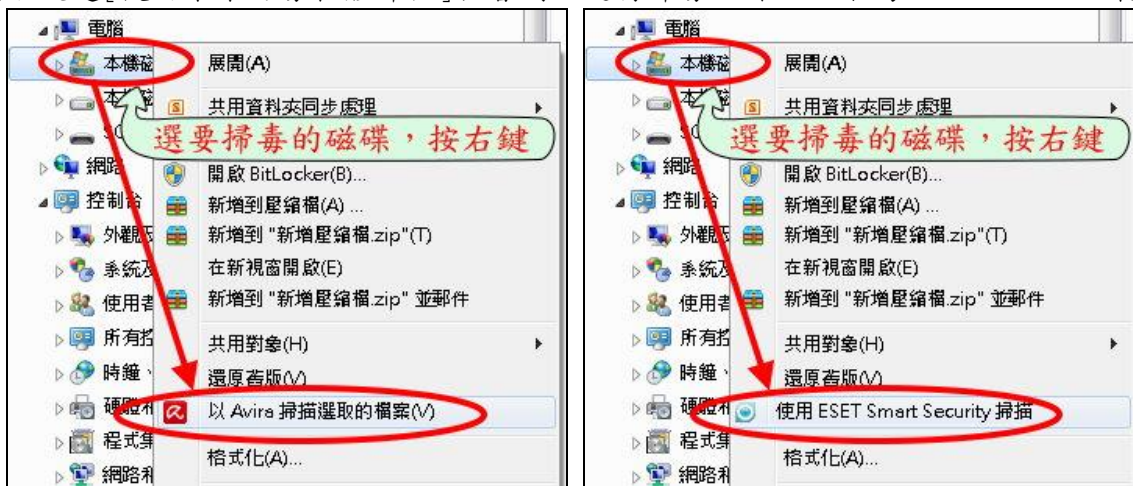 電腦
本機磁
展開(A)
共用資料夾同步處理
選要掃毒的磁碟，按右鍵
網路
開啟 BitLocker(B)...
控制台
新增到壓縮檔(A) ...
外觀及
新增到 "新增壓縮檔.zip"(T)
系統及
在新視窗開啟(E)
使用者
新增到 "新增壓縮檔.zip" 並郵件
所有控
共用對象(H)
時鐘、
還原舊版(V)
硬體和
以 Avira 掃描選取的檔案(V)
程式集
格式化(A)...
網路和
電腦
本機磁
展開(A)
共用資料夾同步處理
選要掃毒的磁碟，按右鍵
網路
開啟 BitLocker(B)...
控制台
新增到壓縮檔(A) ...
外觀及
新增到 "新增壓縮檔.zip"(T)
系統及
在新視窗開啟(E)
使用者
新增到 "新增壓縮檔.zip" 並郵件
所有控
共用對象(H)
時鐘、
還原舊版(V)
硬體和
使用 ESET Smart Security 掃描
程式集
格式化(A)...
網路和